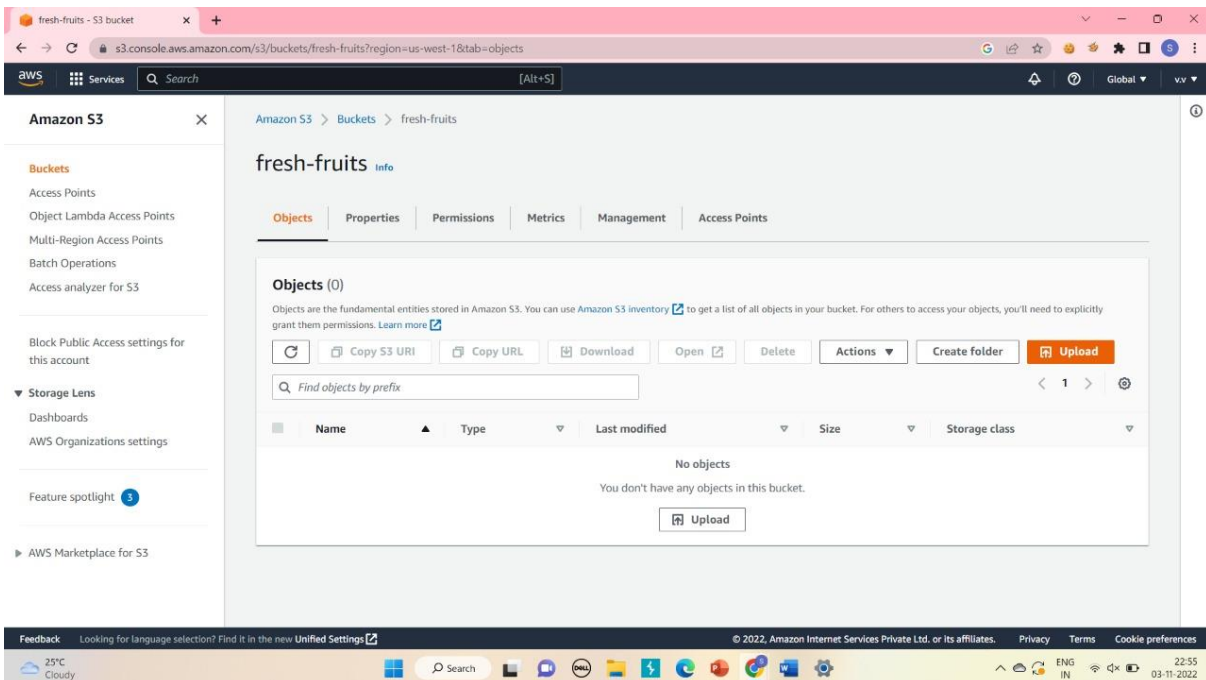 fresh-fruits - S3 bucket
s3.console.aws.amazon.com/s3/buckets/fresh-fruits?region=us-west-1&tab=objects
S
aws Services Search [Alt+S] Global v.v
Amazon S3
Buckets
Access Points
Object Lambda Access Points
Multi-Region Access Points
Batch Operations
Access analyzer for S3
Block Public Access settings for
this account
Storage Lens
Dashboards
AWS Organizations settings
Feature spotlight 3
AWS Marketplace for S3
Amazon S3 > Buckets > fresh-fruits
fresh-fruits Info
Objects Properties Permissions Metrics Management Access Points
Objects (0)
Objects are the fundamental entities stored in Amazon S3. You can use Amazon S3 inventory to get a list of all objects in your bucket. For others to access your objects, you'll need to explicitly
grant them permissions. Learn more
Copy S3 URI Copy URL Download Open Delete Actions Create folder Upload
Find objects by prefix
1
Name Type Last modified Size Storage class
No objects
You don't have any objects in this bucket.
Upload
Feedback Looking for language selection? Find it in the new Unified Settings © 2022, Amazon Internet Services Private Ltd. or its affiliates. Privacy Terms Cookie preferences
25°C
Cloudy
Search
DELL
ENG
IN
22:55
03-11-2022